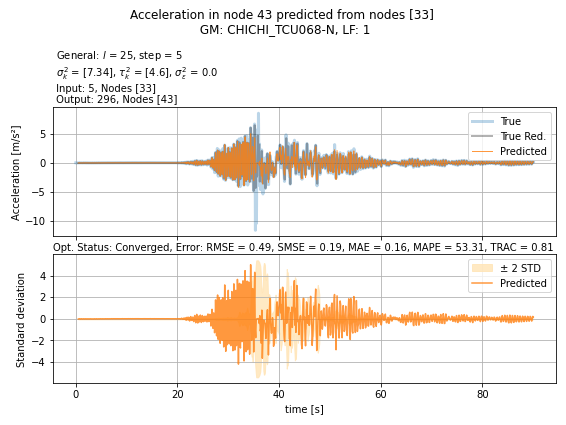 Acceleration in node 43 predicted from nodes [33]
GM: CHICHI_TCU068-N, LF: 1
General: l = 25, step = 5
σ²ₖ = [7.34], τ²ₖ = [4.6], σ²ε = 0.0
Input: 5, Nodes [33]
Output: 296, Nodes [43]
Acceleration [m/s²]
5
0
−5
−10
True
True Red.
Predicted
Opt. Status: Converged, Error: RMSE = 0.49, SMSE = 0.19, MAE = 0.16, MAPE = 53.31, TRAC = 0.81
Standard deviation
4
2
0
−2
−4
± 2 STD
Predicted
0 20 40 60 80
time [s]